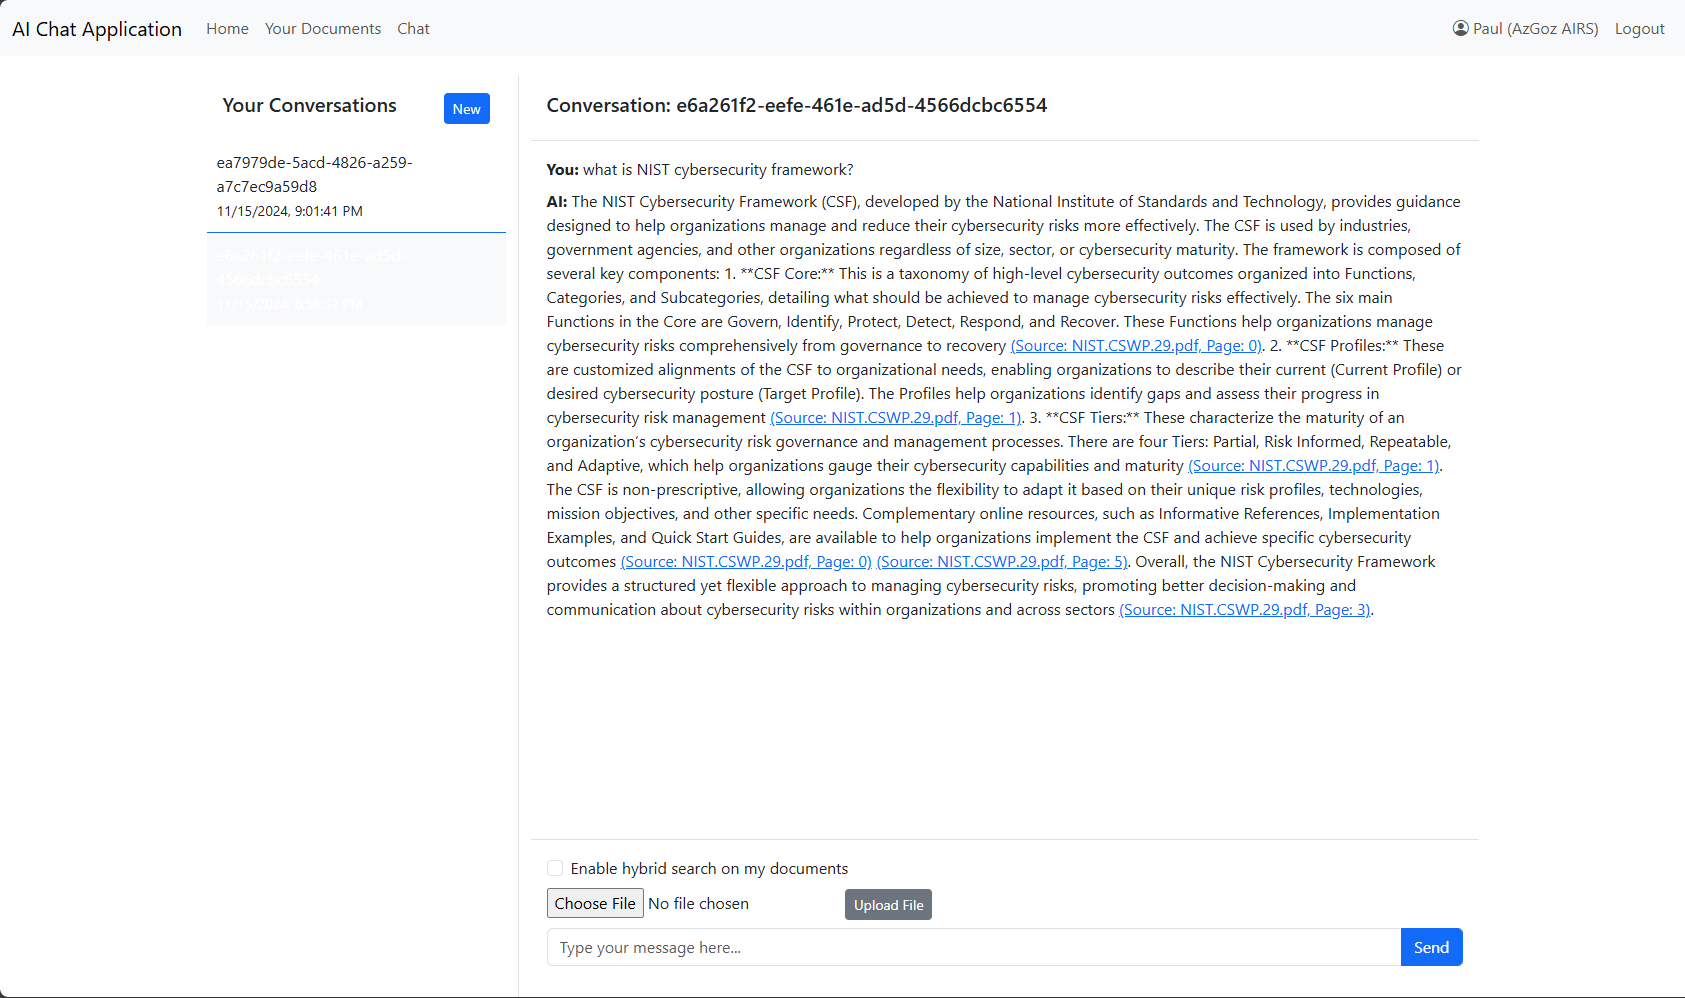 AI Chat Application
Home
Your Documents
Chat
Paul (AzGoz AIRS)
Logout
Your Conversations
New
ea7979de-5acd-4826-a259-
a7c7ec9a59d8
11/15/2024, 9:01:41 PM
e6a261f2-eefe-461e-ad5d-
4566dcbc6554
11/15/2024, PM
Conversation: e6a261f2-eefe-461e-ad5d-4566dcbc6554
You: what is NIST cybersecurity framework?
AI: The NIST Cybersecurity Framework (CSF), developed by the National Institute of Standards and Technology, provides guidance
designed to help organizations manage and reduce their cybersecurity risks more effectively. The CSF is used by industries,
government agencies, and other organizations regardless of size, sector, or cybersecurity maturity. The framework is composed of
several key components: 1. **CSF Core:** This is a taxonomy of high-level cybersecurity outcomes organized into Functions,
Categories, and Subcategories, detailing what should be achieved to manage cybersecurity risks effectively. The six main
Functions in the Core are Govern, Identify, Protect, Detect, Respond, and Recover. These Functions help organizations manage
cybersecurity risks comprehensively from governance to recovery (Source: NIST.CSWP.29.pdf, Page: 0). 2. **CSF Profiles:** These
are customized alignments of the CSF to organizational needs, enabling organizations to describe their current (Current Profile) or
desired cybersecurity posture (Target Profile). The Profiles help organizations identify gaps and assess their progress in
cybersecurity risk management (Source: NIST.CSWP.29.pdf, Page: 1). 3. **CSF Tiers:** These characterize the maturity of an
organization's cybersecurity risk governance and management processes. There are four Tiers: Partial, Risk Informed, Repeatable,
and Adaptive, which help organizations gauge their cybersecurity capabilities and maturity (Source: NIST.CSWP.29.pdf, Page: 1).
The CSF is non-prescriptive, allowing organizations the flexibility to adapt it based on their unique risk profiles, technologies,
mission objectives, and other specific needs. Complementary online resources, such as Informative References, Implementation
Examples, and Quick Start Guides, are available to help organizations implement the CSF and achieve specific cybersecurity
outcomes (Source: NIST.CSWP.29.pdf, Page: 0) (Source: NIST.CSWP.29.pdf, Page: 5). Overall, the NIST Cybersecurity Framework
provides a structured yet flexible approach to managing cybersecurity risks, promoting better decision-making and
communication about cybersecurity risks within organizations and across sectors (Source: NIST.CSWP.29.pdf, Page: 3).
Enable hybrid search on my documents
Choose File No file chosen
Upload File
Type your message here...
Send